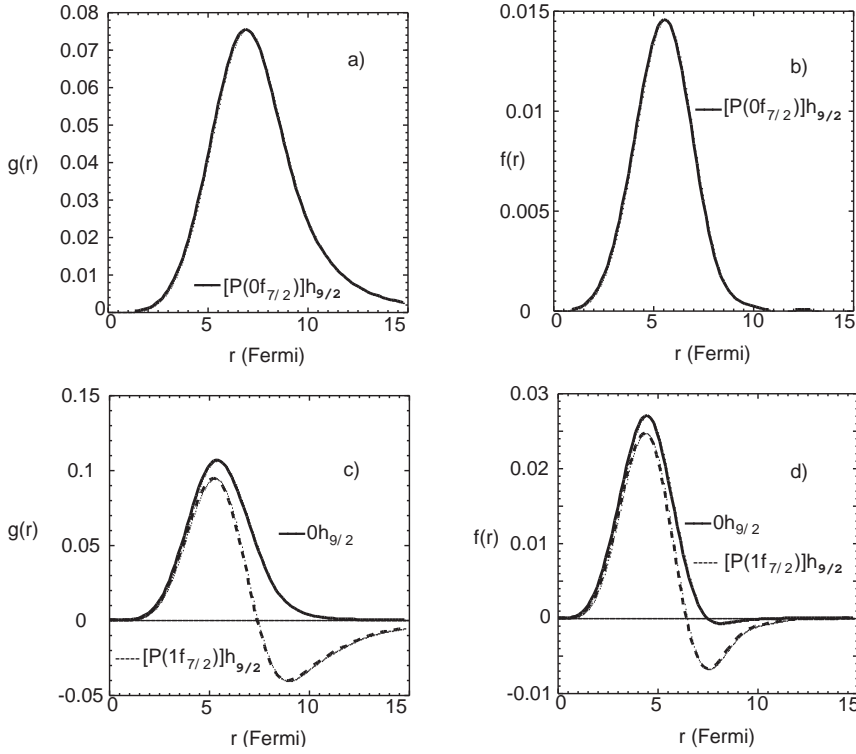 0.08
0.07
0.06
0.05
0.04
0.03
0.02
0.01
0
g(r)
a)
[P(0f7/2)]h9/2
0 5 10 15
r (Fermi)
0.015
0.01
0.005
0
f(r)
b)
[P(0f7/2)]h9/2
0 5 10 15
r (Fermi)
0.15
0.1
0.05
0
-0.05
g(r)
c)
0h9/2
[P(1f7/2)]h9/2
0 5 10 15
r (Fermi)
0.03
0.02
0.01
0
-0.01
f(r)
d)
0h9/2
[P(1f7/2)]h9/2
0 5 10 15
r (Fermi)